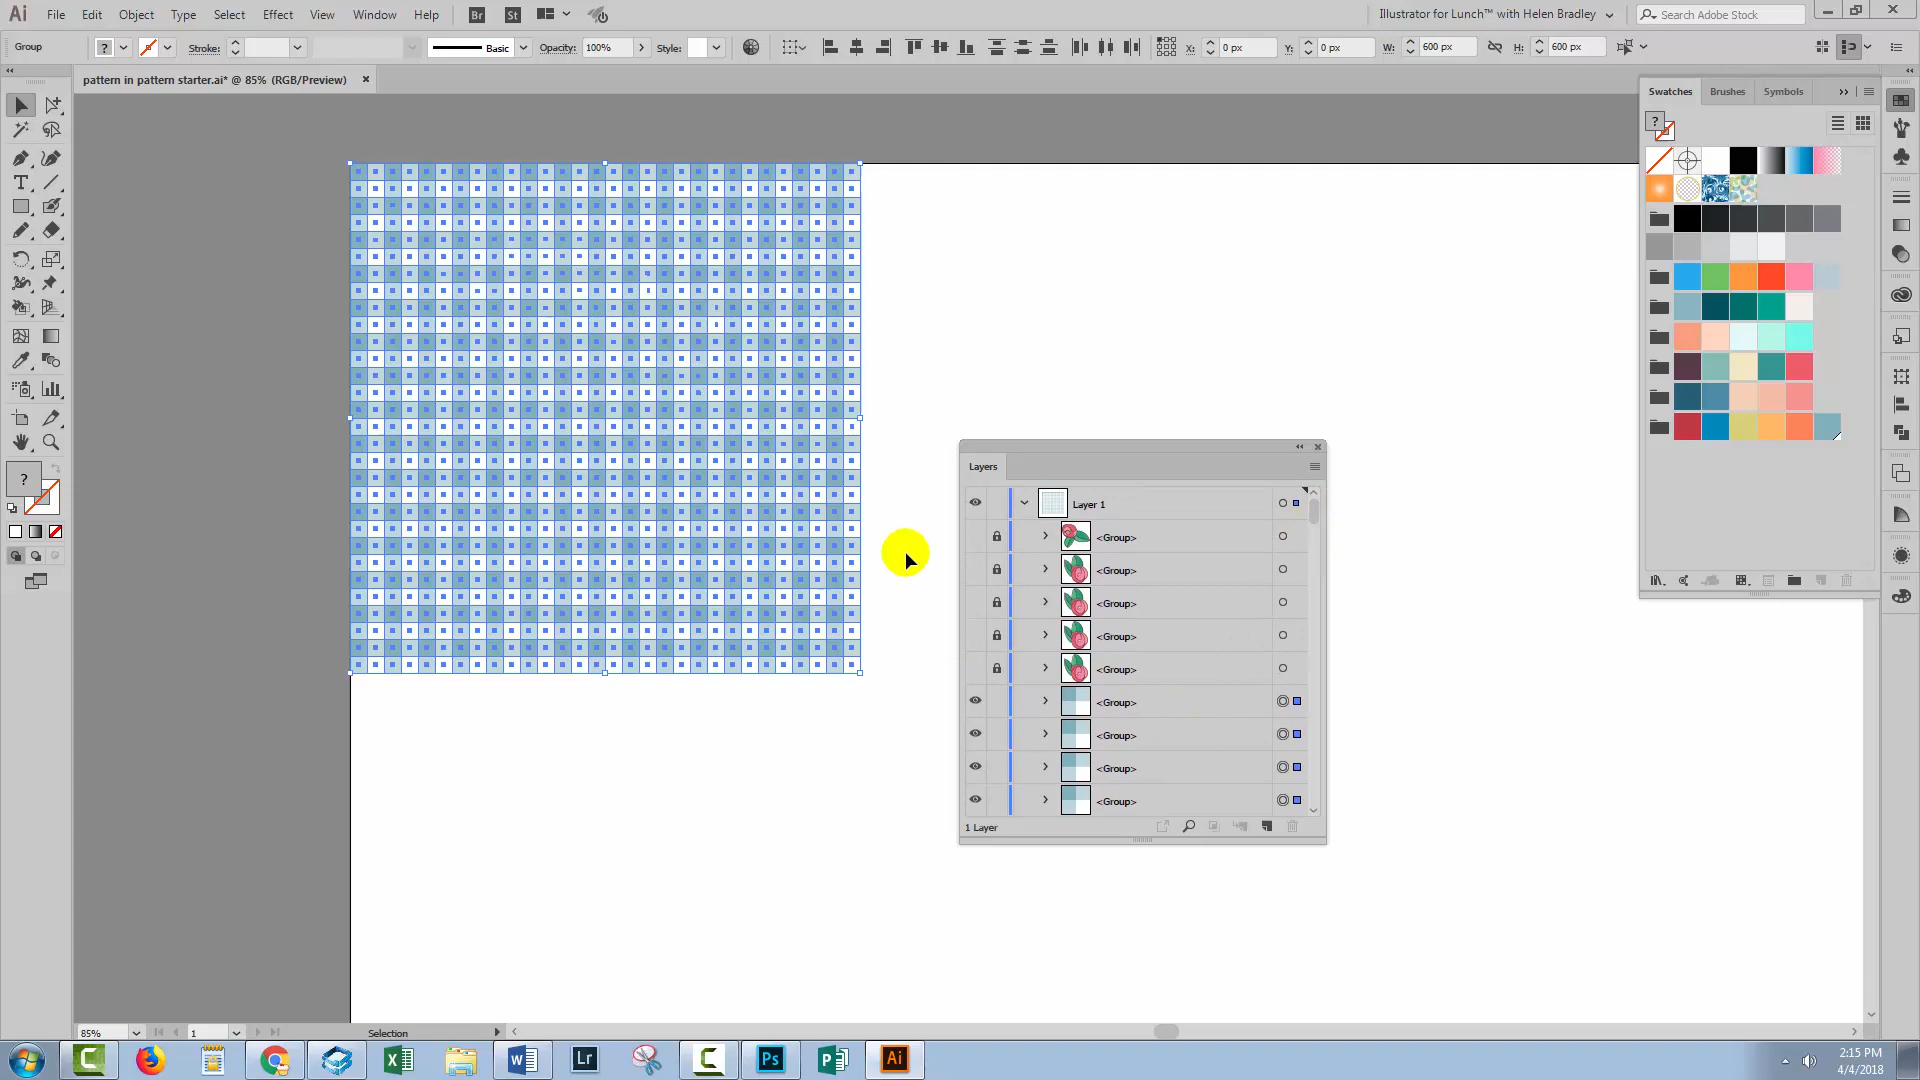 Ai File Edit Object Type Select Effect View Window Help Br St Illustrator for Lunch™ with Helen Bradley Search Adobe Stock
Group ? Stroke: Basic Opacity: 100% Style: X: 0 px Y: 0 px W: 600 px H: 600 px
pattern in pattern starter.ai* @ 85% (RGB/Preview)
Swatches Brushes Symbols
?
Layers
Layer 1
<Group>
<Group>
<Group>
<Group>
<Group>
<Group>
<Group>
<Group>
<Group>
1 Layer
?
85% 1 Selection
Lr Ps Ai
2:15 PM
4/4/2018